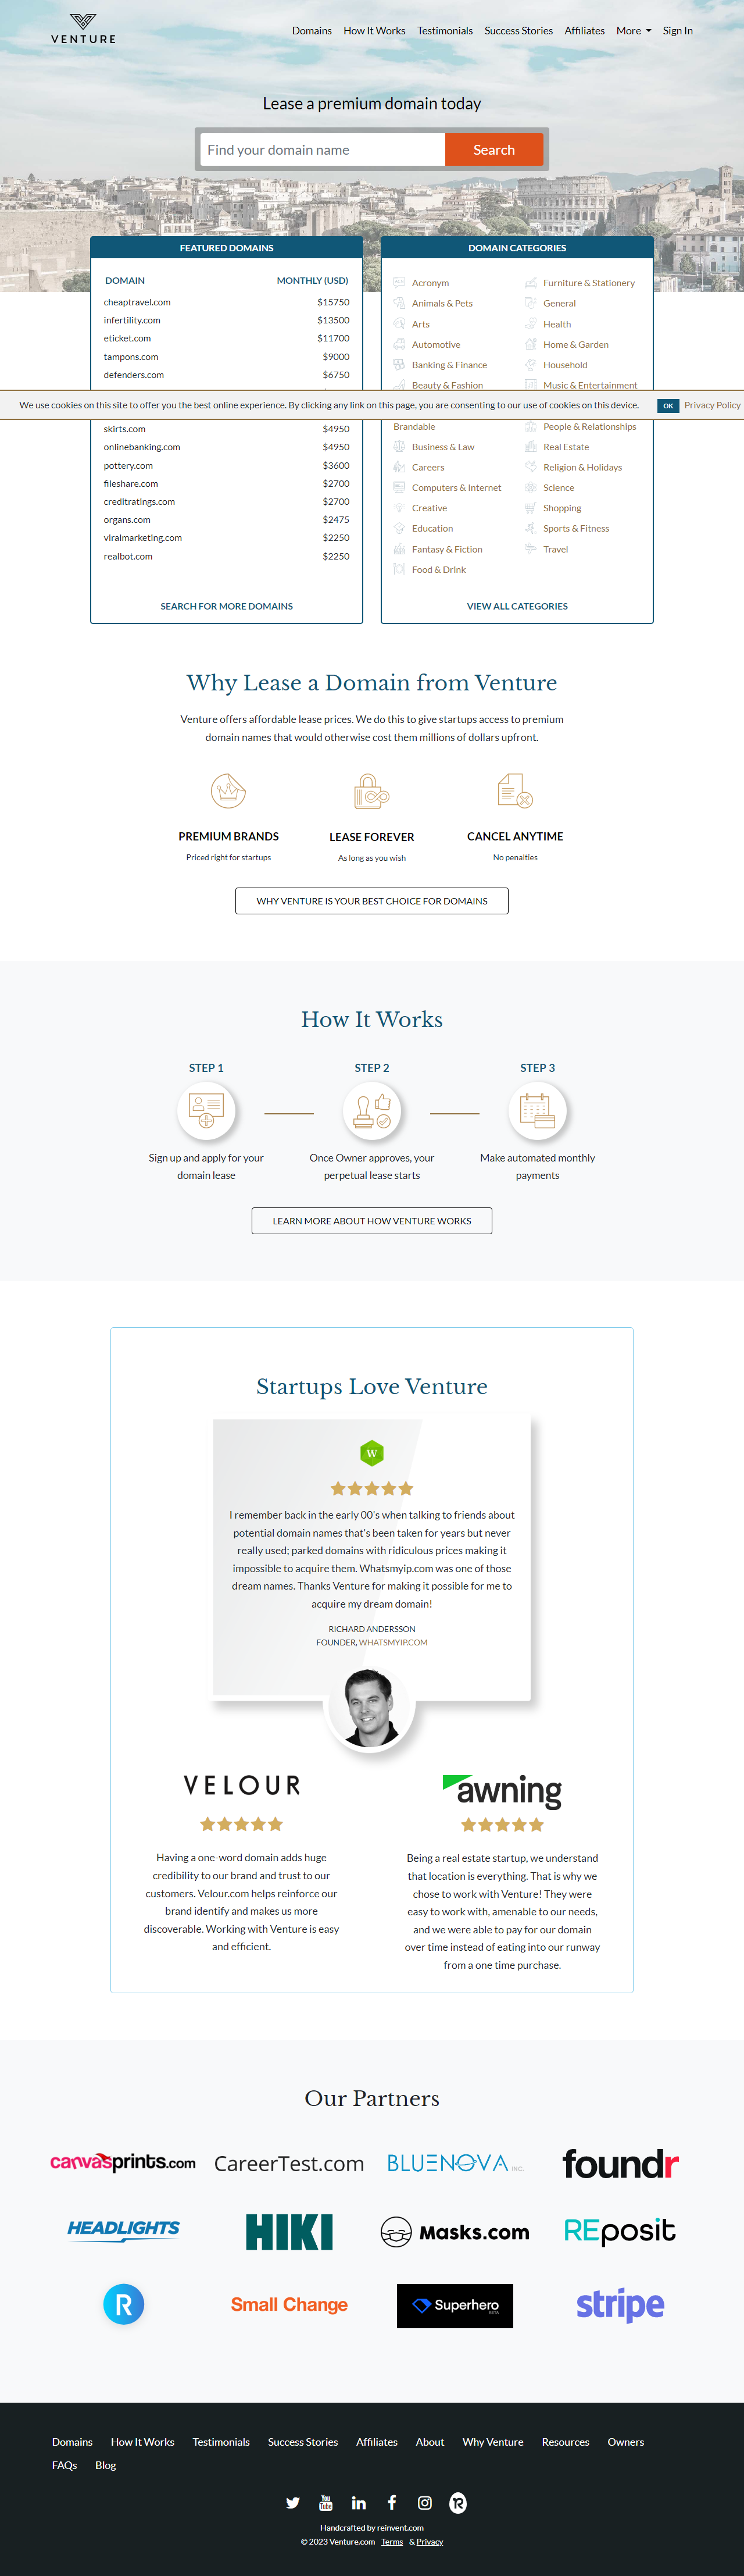 VENTURE
Domains How It Works Testimonials Success Stories Affiliates More Sign In
Lease a premium domain today
Find your domain name Search
FEATURED DOMAINS
DOMAIN MONTHLY (USD)
cheaptravel.com $15750
infertility.com $13500
eticket.com $11700
tampons.com $9000
defenders.com $6750
skirts.com $4950
onlinebanking.com $4950
pottery.com $3600
fileshare.com $2700
creditratings.com $2700
organs.com $2475
viralmarketing.com $2250
realbot.com $2250
SEARCH FOR MORE DOMAINS
DOMAIN CATEGORIES
Acronym
Animals & Pets
Arts
Automotive
Banking & Finance
Beauty & Fashion
Brandable
Business & Law
Careers
Computers & Internet
Creative
Education
Fantasy & Fiction
Food & Drink
Furniture & Stationery
General
Health
Home & Garden
Household
Music & Entertainment
People & Relationships
Real Estate
Religion & Holidays
Science
Shopping
Sports & Fitness
Travel
VIEW ALL CATEGORIES
We use cookies on this site to offer you the best online experience. By clicking any link on this page, you are consenting to our use of cookies on this device. OK Privacy Policy
Why Lease a Domain from Venture
Venture offers affordable lease prices. We do this to give startups access to premium
domain names that would otherwise cost them millions of dollars upfront.
PREMIUM BRANDS
Priced right for startups
LEASE FOREVER
As long as you wish
CANCEL ANYTIME
No penalties
WHY VENTURE IS YOUR BEST CHOICE FOR DOMAINS
How It Works
STEP 1
Sign up and apply for your
domain lease
STEP 2
Once Owner approves, your
perpetual lease starts
STEP 3
Make automated monthly
payments
LEARN MORE ABOUT HOW VENTURE WORKS
Startups Love Venture
W
I remember back in the early 00's when talking to friends about
potential domain names that's been taken for years but never
really used; parked domains with ridiculous prices making it
impossible to acquire them. Whatsmyip.com was one of those
dream names. Thanks Venture for making it possible for me to
acquire my dream domain!
RICHARD ANDERSSON
FOUNDER, WHATSMYIP.COM
VELOUR
Having a one-word domain adds huge
credibility to our brand and trust to our
customers. Velour.com helps reinforce our
brand identify and makes us more
discoverable. Working with Venture is easy
and efficient.
awning
Being a real estate startup, we understand
that location is everything. That is why we
chose to work with Venture! They were
easy to work with, amenable to our needs,
and we were able to pay for our domain
over time instead of eating into our runway
from a one time purchase.
Our Partners
canvasprints.com CareerTest.com BLUENOVA INC. foundr
HEADLIGHTS HIKI Masks.com REposit
R Small Change Superhero BETA stripe
Domains How It Works Testimonials Success Stories Affiliates About Why Venture Resources Owners
FAQs Blog
You Tube in f R
Handcrafted by reinvent.com
© 2023 Venture.com Terms & Privacy